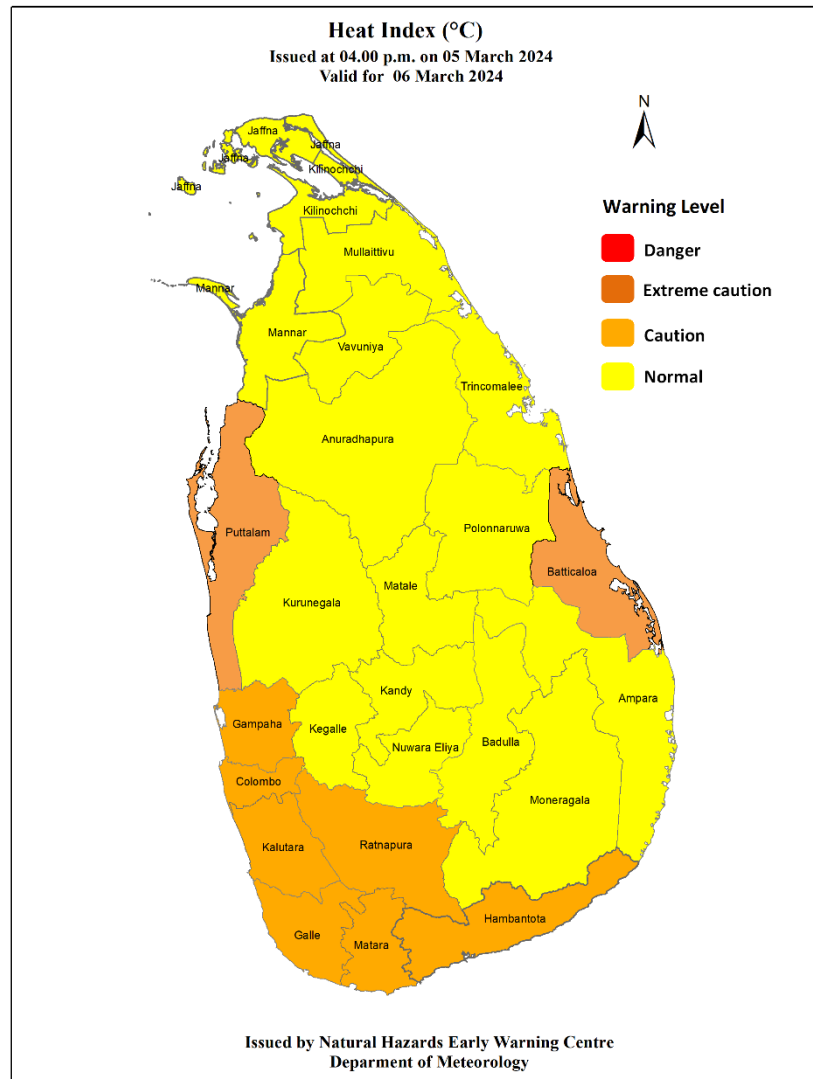 Heat Index (°C)
Issued at 04.00 p.m. on 05 March 2024
Valid for 06 March 2024
N
Jaffna
Jaffna
Jaffna
Kilinochchi
Jaffna
Kilinochchi
Warning Level
Danger
Extreme caution
Caution
Normal
Mullaittivu
Mannar
Mannar
Vavuniya
Trincomalee
Anuradhapura
Puttalam
Polonnaruwa
Batticaloa
Matale
Kurunegala
Kandy
Ampara
Gampaha
Kegalle
Nuwara Eliya
Badulla
Colombo
Moneragala
Kalutara
Ratnapura
Hambantota
Galle
Matara
Issued by Natural Hazards Early Warning Centre
Deparment of Meteorology